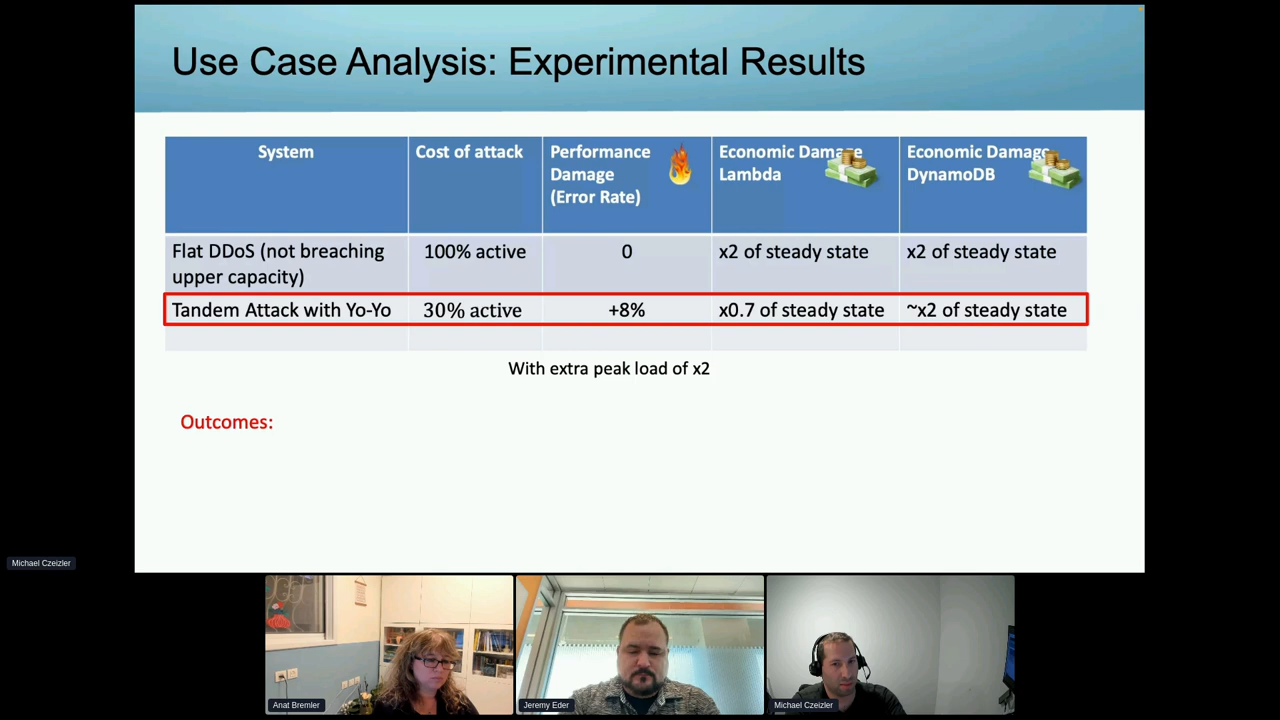 Use Case Analysis: Experimental Results
System
Cost of attack
Performance
Damage
(Error Rate)
Economic Damage
Lambda
Economic Damage
DynamoDB
Flat DDoS (not breaching
upper capacity)
100% active
0
x2 of steady state
x2 of steady state
Tandem Attack with Yo-Yo
30% active
+8%
x0.7 of steady state
~x2 of steady state
With extra peak load of x2
Outcomes:
Michael Czeizler
Anat Bremler
Jeremy Eder
Michael Czeizler